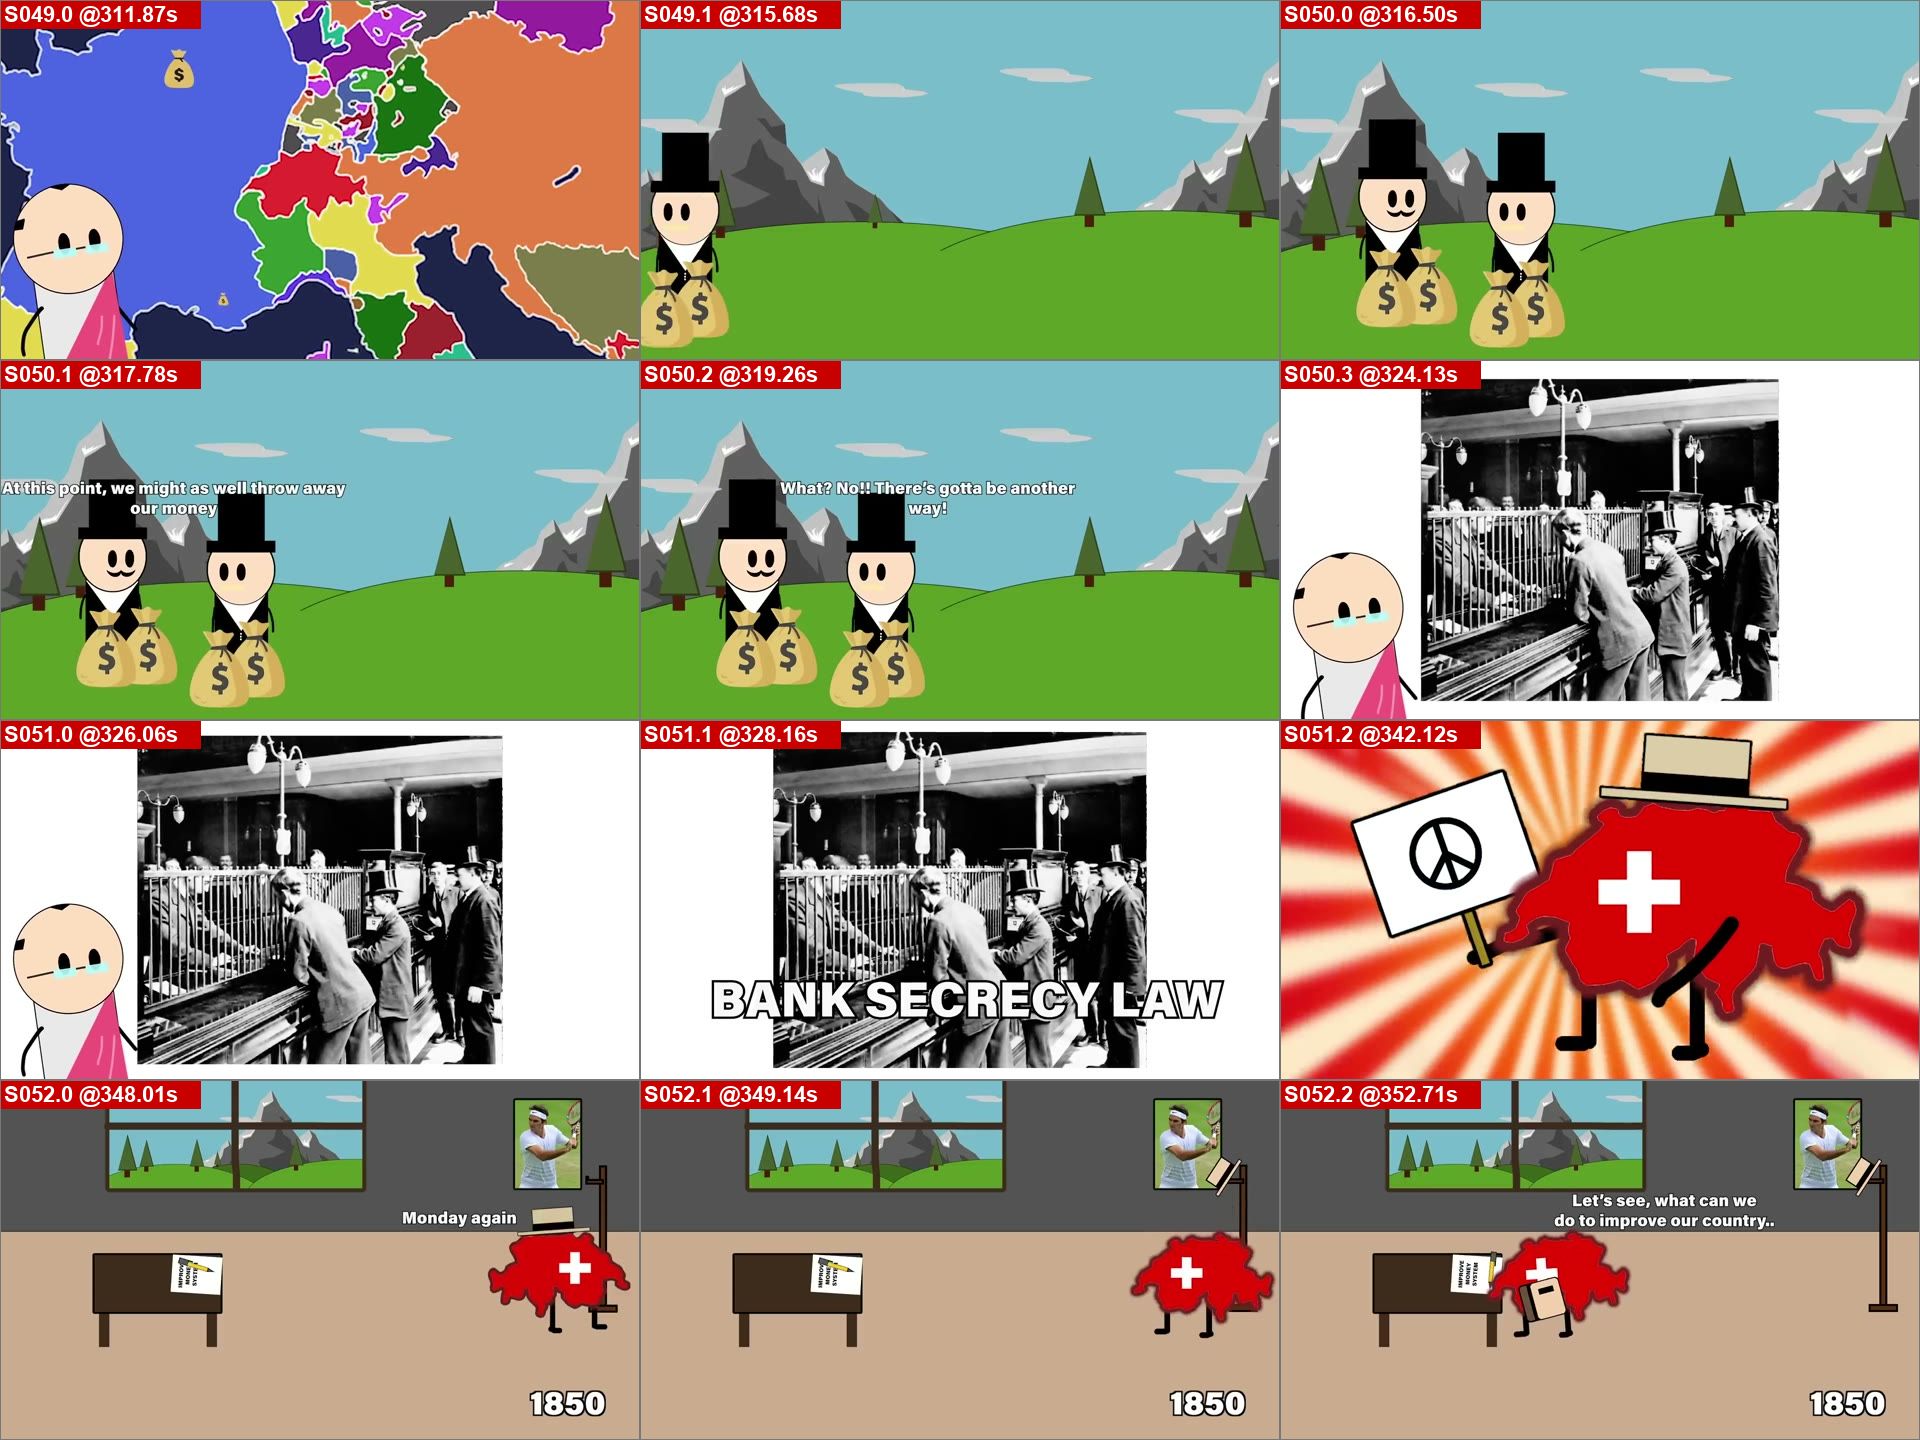 S049.0 @311.87s
S049.1 @315.68s
S050.0 @316.50s
$
$
$
$
$
$
$
S050.1 @317.78s
S050.2 @319.26s
S050.3 @324.13s
At this point, we might as well throw away
our money
What? No!! There's gotta be another
way!
$
$
$
$
$
$
$
$
S051.0 @326.06s
S051.1 @328.16s
S051.2 @342.12s
BANK SECRECY LAW
S052.0 @348.01s
S052.1 @349.14s
S052.2 @352.71s
Monday again
Let's see, what can we
do to improve our country..
IMPROVE
MONEY
SYSTEM
1850
1850
1850